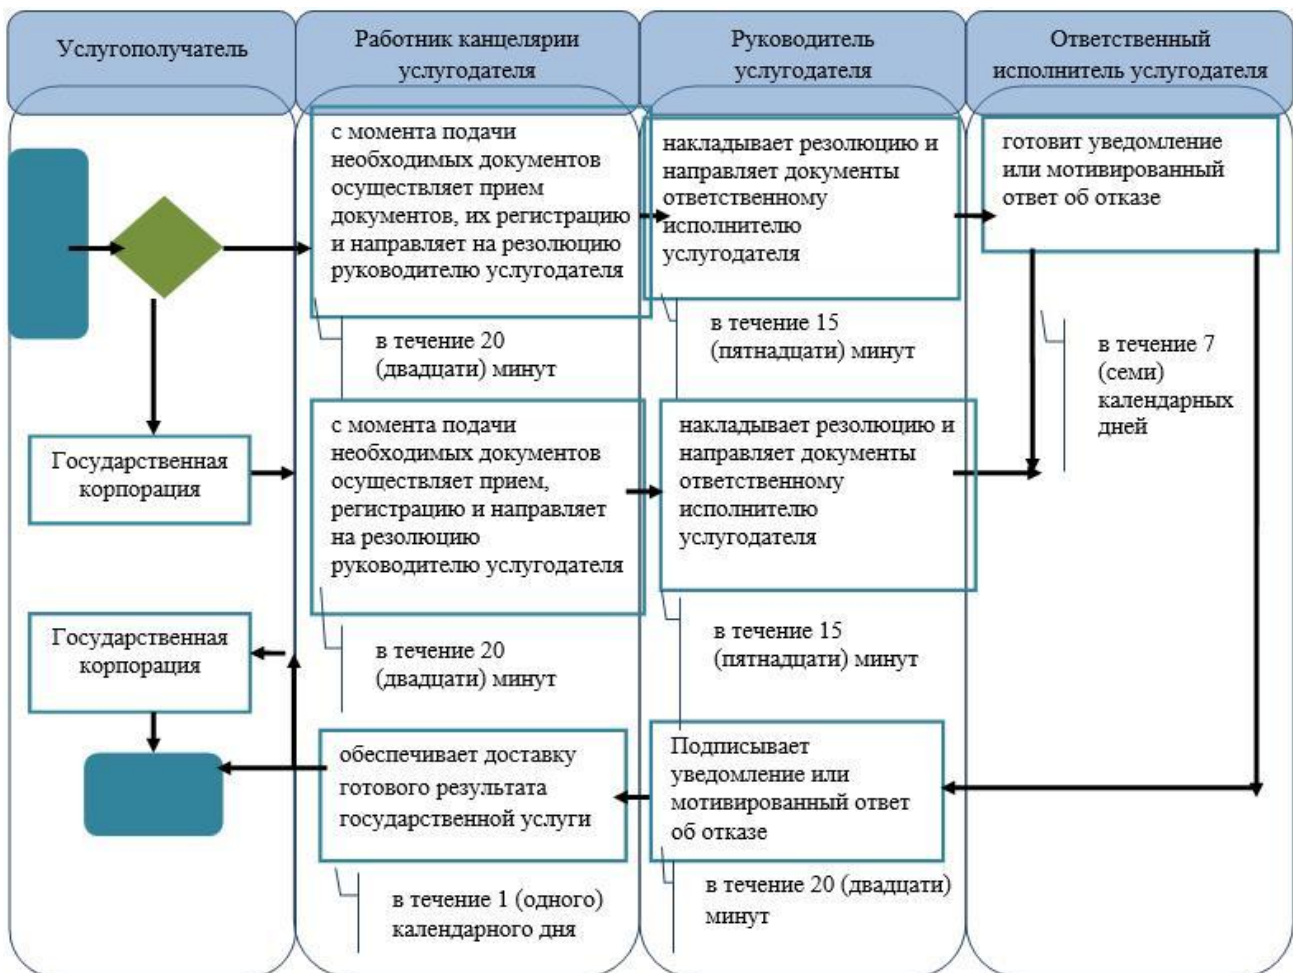 Услугополучатель
Работник канцелярии
услугодателя
Руководитель
услугодателя
Ответственный
исполнитель услугодателя
с момента подачи
необходимых документов
осуществляет прием
документов, их регистрацию
и направляет на резолюцию
руководителю услугодателя
накладывает резолюцию и
направляет документы
ответственному
исполнителю
услугодателя
готовит уведомление
или мотивированный
ответ об отказе
в течение 20
(двадцати) минут
в течение 15
(пятнадцати) минут
в течение 7
(семи)
календарных
дней
Государственная
корпорация
с момента подачи
необходимых документов
осуществляет прием,
регистрацию и направляет
на резолюцию
руководителю услугодателя
накладывает резолюцию и
направляет документы
ответственному
исполнителю
услугодателя
в течение 20
(двадцати) минут
в течение 15
(пятнадцати) минут
Государственная
корпорация
обеспечивает доставку
готового результата
государственной услуги
Подписывает
уведомление или
мотивированный ответ
об отказе
в течение 1 (одного)
календарного дня
в течение 20 (двадцати)
минут